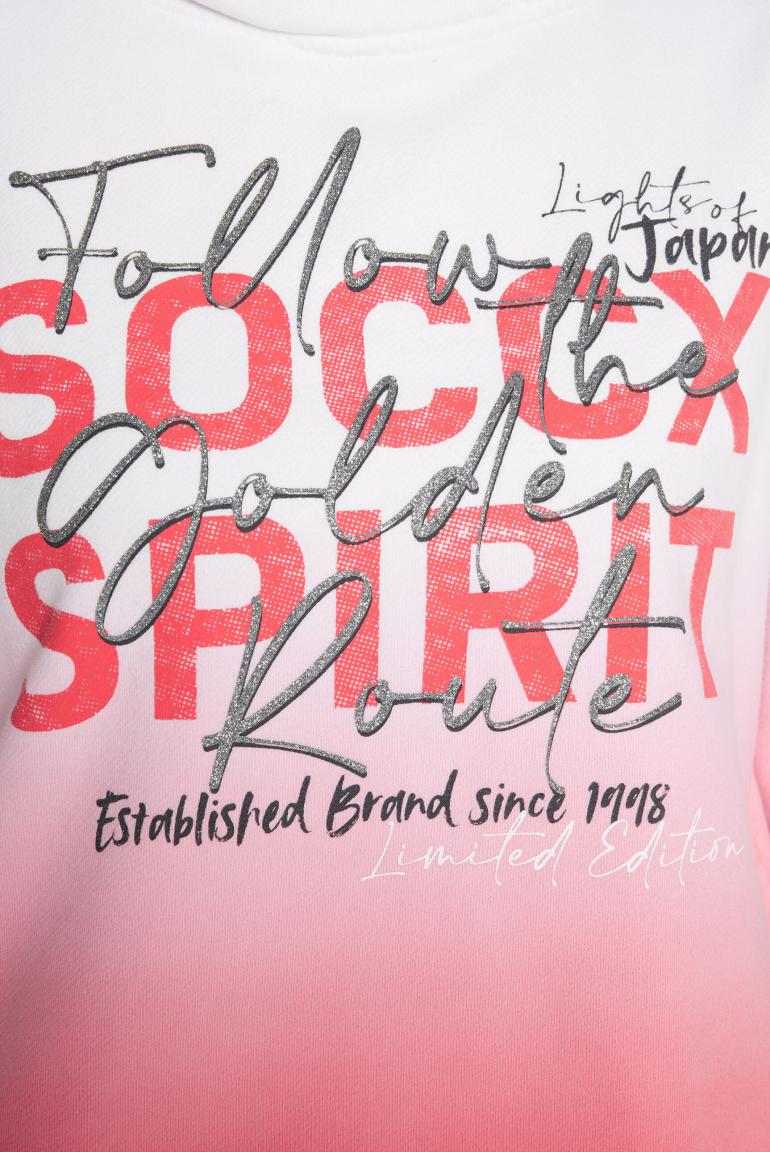 Follow
Lights of
Japan
SOCCX
the
Golden
SPIRIT
Route
Established Brand since 1998
Limited Edition